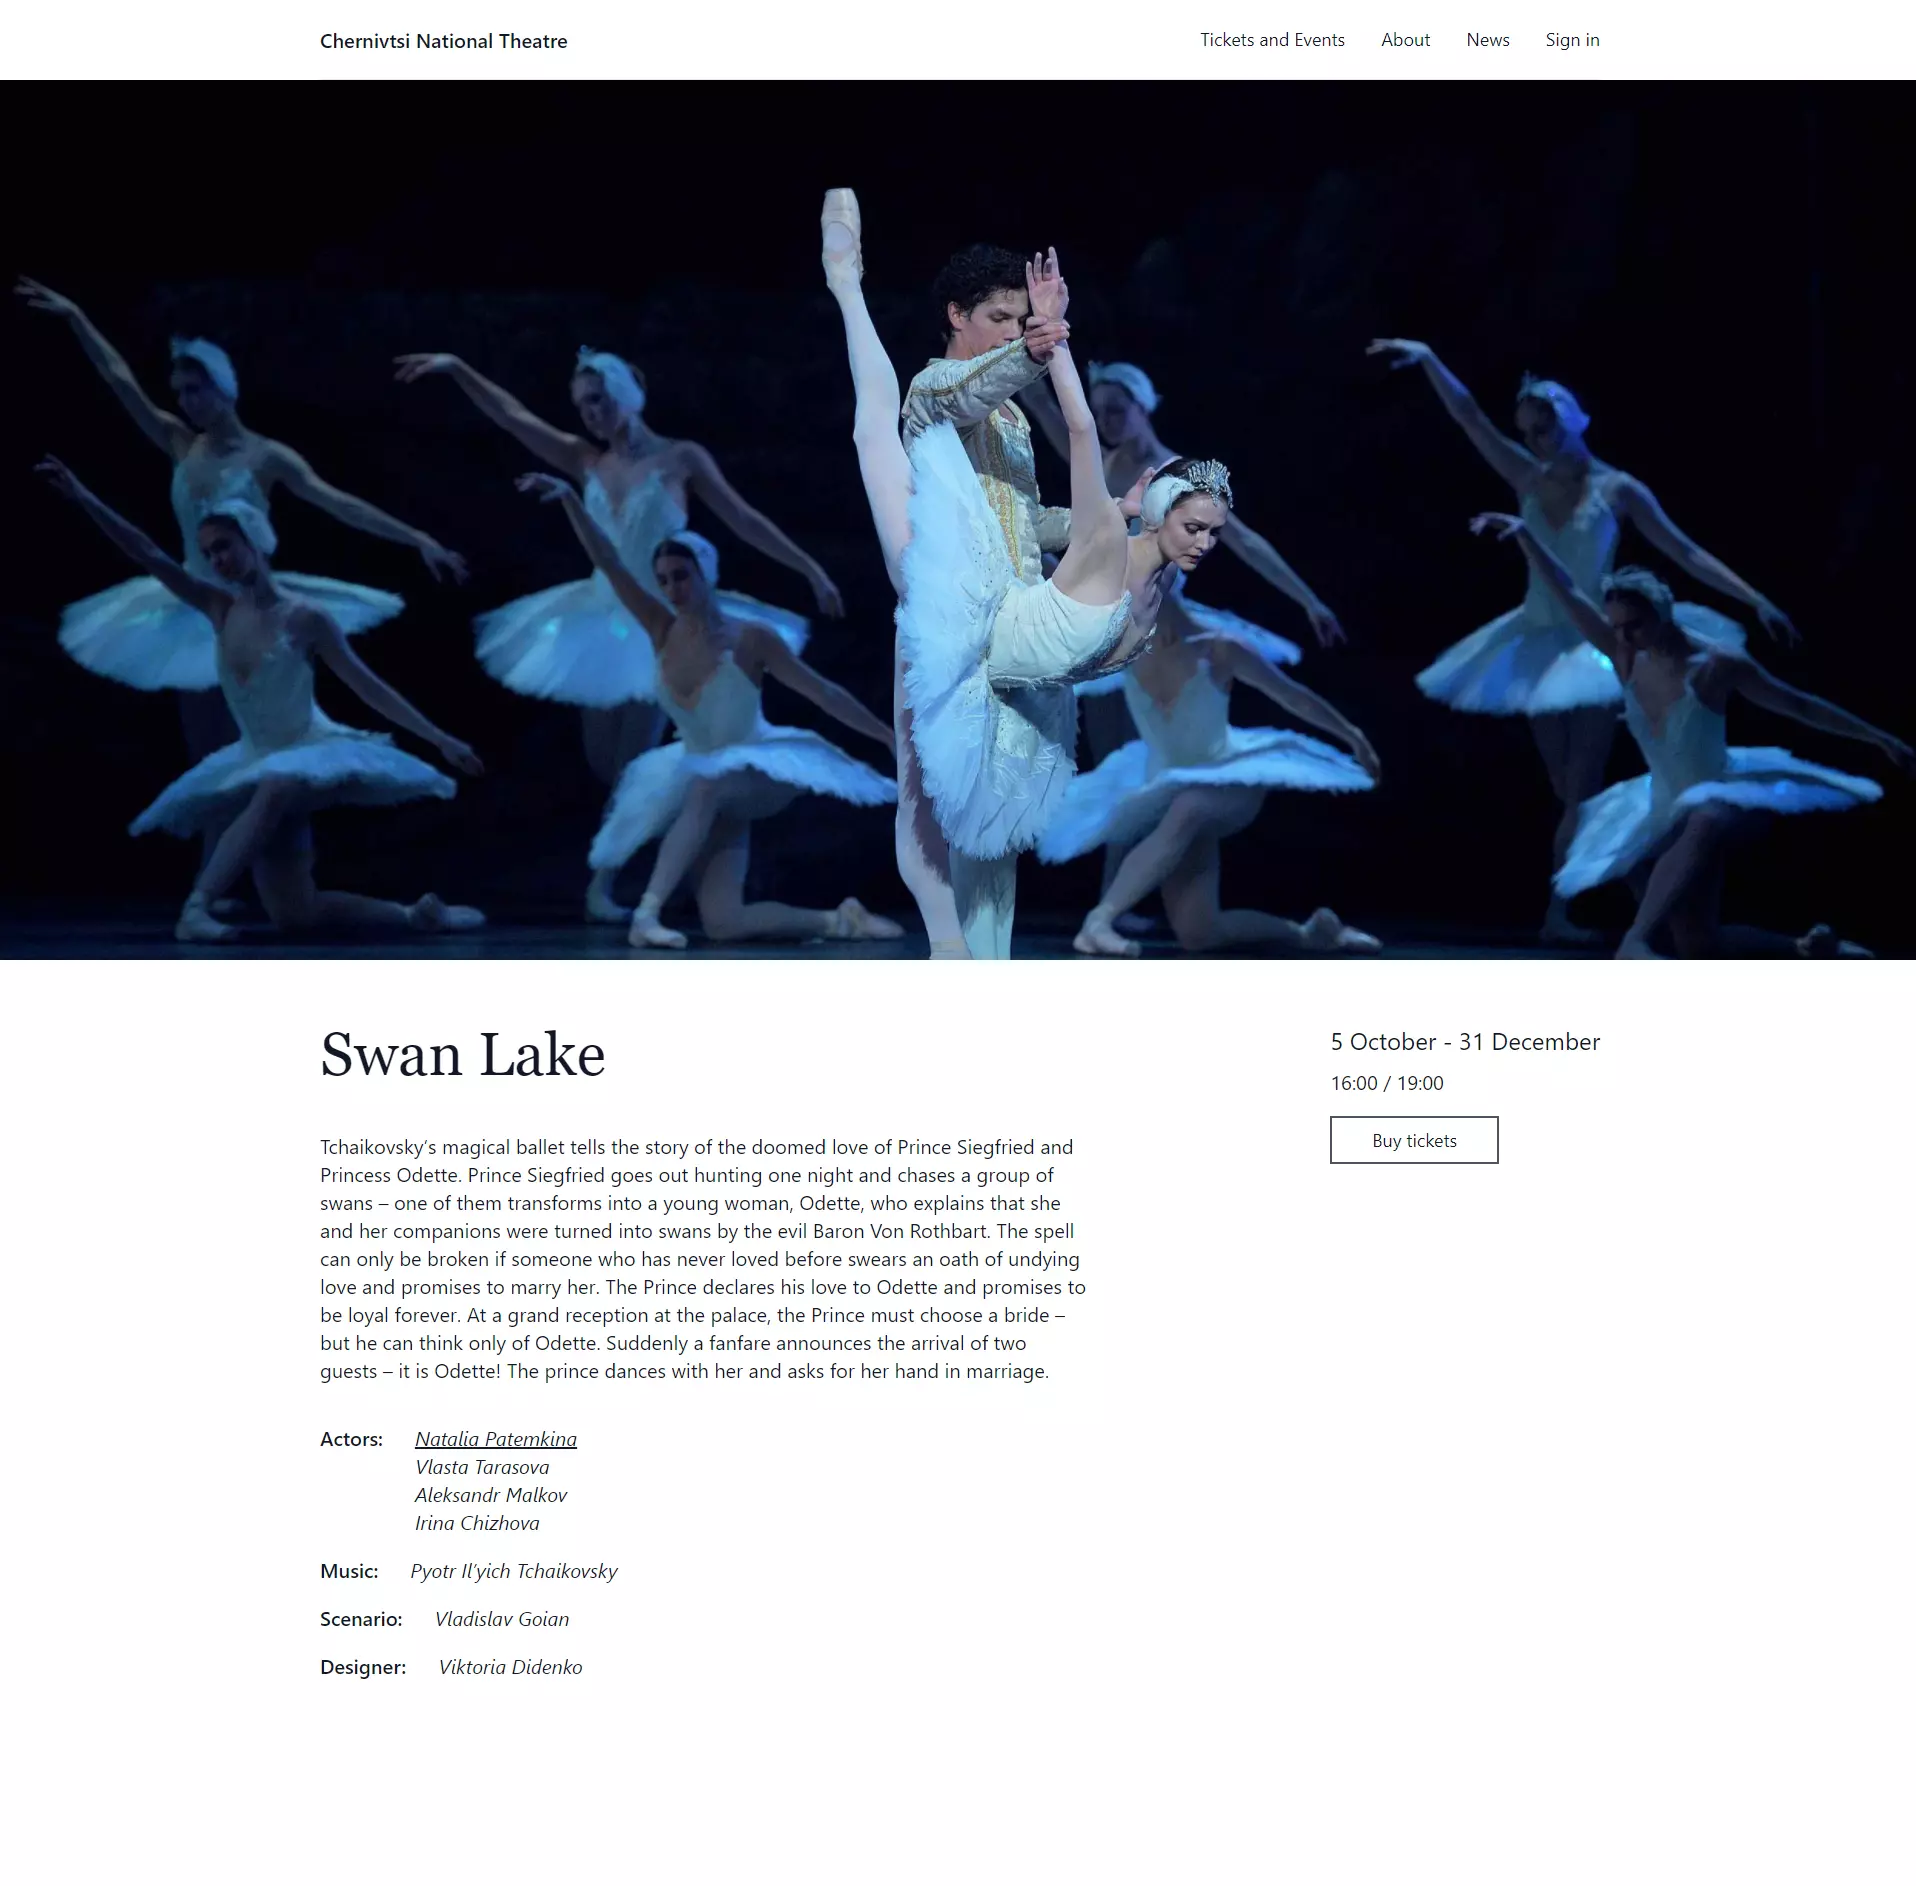 Chernivtsi National Theatre
Tickets and Events About News Sign in
Swan Lake
5 October - 31 December
16:00 / 19:00
Buy tickets
Tchaikovsky’s magical ballet tells the story of the doomed love of Prince Siegfried and
Princess Odette. Prince Siegfried goes out hunting one night and chases a group of
swans – one of them transforms into a young woman, Odette, who explains that she
and her companions were turned into swans by the evil Baron Von Rothbart. The spell
can only be broken if someone who has never loved before swears an oath of undying
love and promises to marry her. The Prince declares his love to Odette and promises to
be loyal forever. At a grand reception at the palace, the Prince must choose a bride –
but he can think only of Odette. Suddenly a fanfare announces the arrival of two
guests – it is Odette! The prince dances with her and asks for her hand in marriage.
Actors: Natalia Patemkina
Vlasta Tarasova
Aleksandr Malkov
Irina Chizhova
Music: Pyotr Il’yich Tchaikovsky
Scenario: Vladislav Goian
Designer: Viktoria Didenko